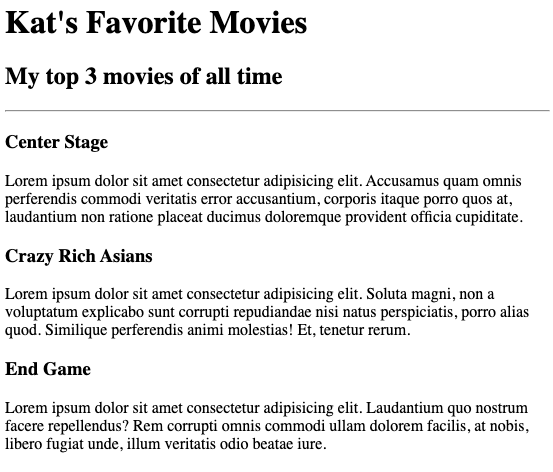 Kat's Favorite Movies
My top 3 movies of all time
Center Stage
Lorem ipsum dolor sit amet consectetur adipisicing elit. Accusamus quam omnis
perferendis commodi veritatis error accusantium, corporis itaque porro quos at,
laudantium non ratione placeat ducimus doloremque provident officia cupiditate.
Crazy Rich Asians
Lorem ipsum dolor sit amet consectetur adipisicing elit. Soluta magni, non a
voluptatum explicabo sunt corrupti repudiandae nisi natus perspiciatis, porro alias
quod. Similique perferendis animi molestias! Et, tenetur rerum.
End Game
Lorem ipsum dolor sit amet consectetur adipisicing elit. Laudantium quo nostrum
facere repellendus? Rem corrupti omnis commodi ullam dolorem facilis, at nobis,
libero fugiat unde, illum veritatis odio beatae iure.